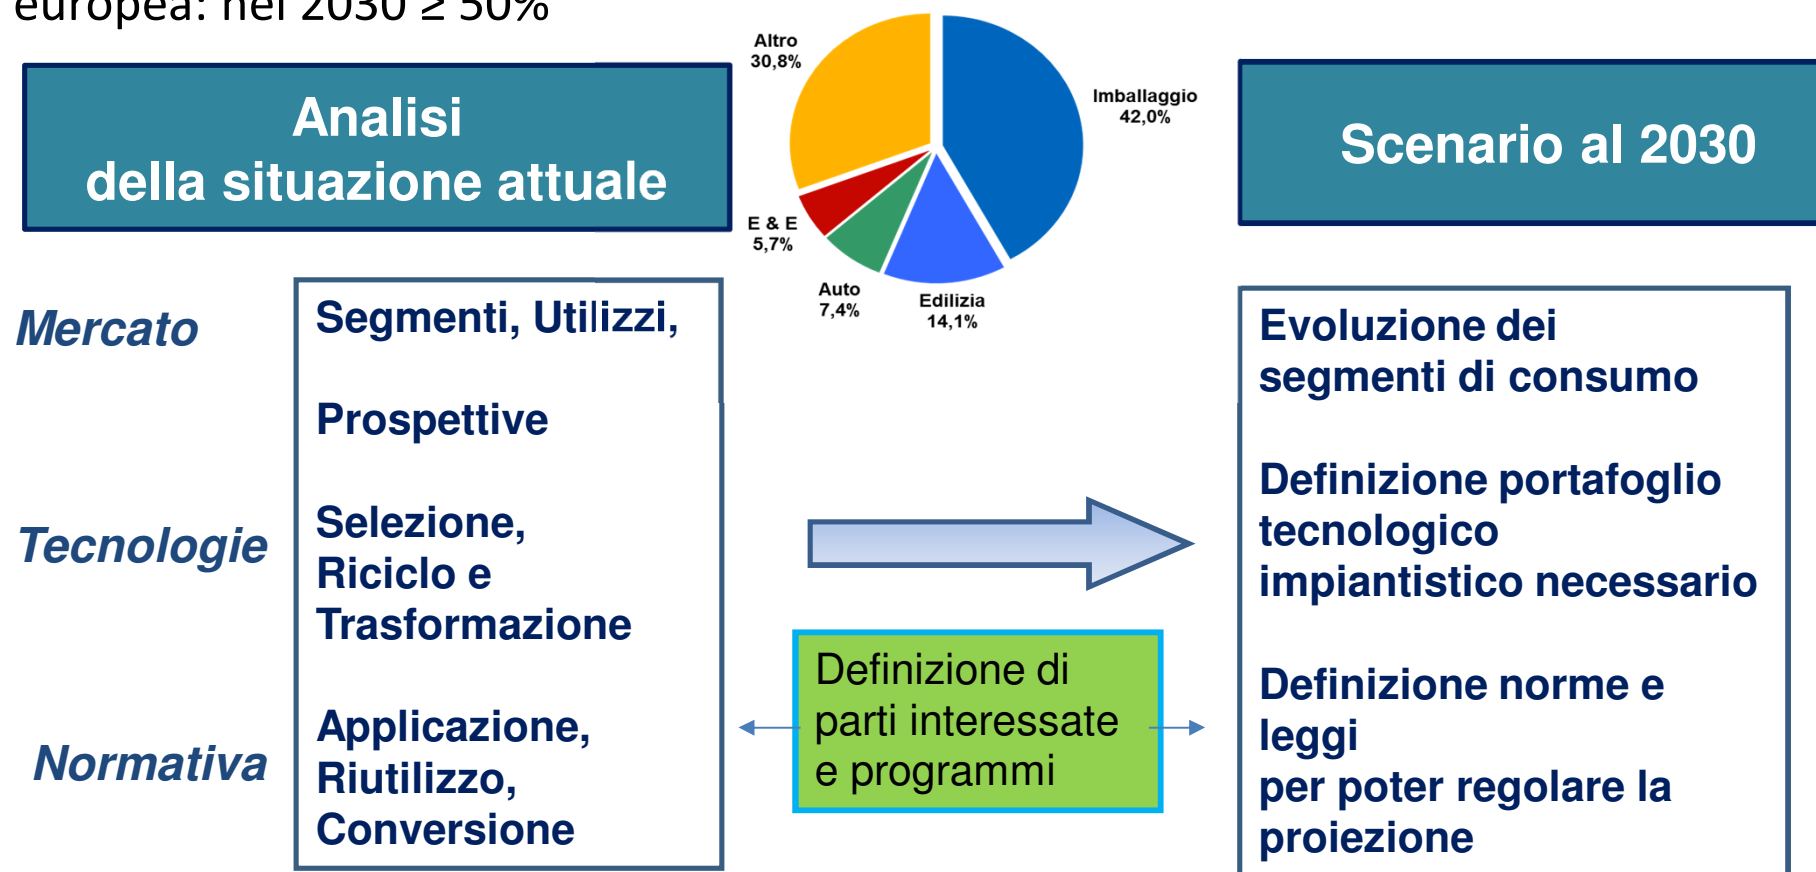 europea: nel 2030 ≥ 50%
Analisi
della situazione attuale
Altro
30,8%
Imballaggio
42,0%
E & E
5,7%
Auto
7,4%
Edilizia
14,1%
Scenario al 2030
Mercato
Segmenti, Utilizzi,
Prospettive
Tecnologie
Selezione,
Riciclo e
Trasformazione
Normativa
Applicazione,
Riutilizzo,
Conversione
Definizione di
parti interessate
e programmi
Evoluzione dei
segmenti di consumo
Definizione portafoglio
tecnologico
impiantistico necessario
Definizione norme e
leggi
per poter regolare la
proiezione